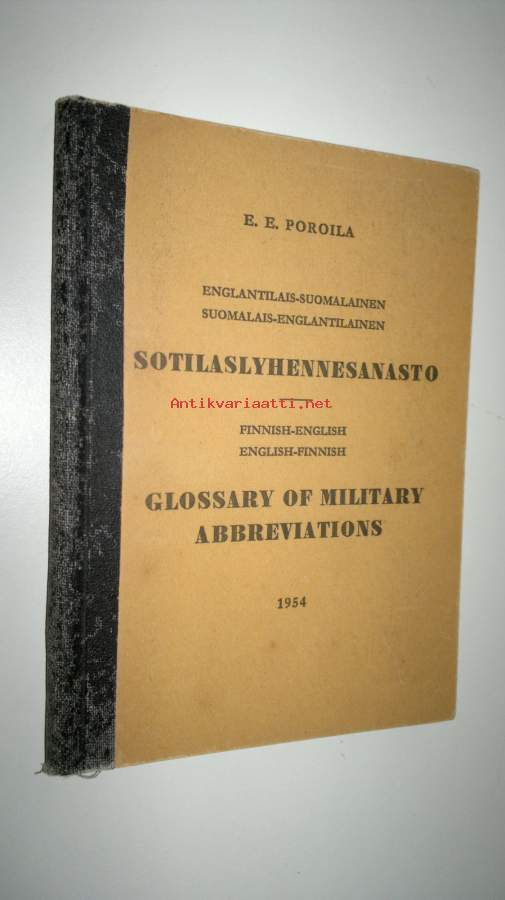 E. E. POROILA
ENGLANTILAIS-SUOMALAINEN
SUOMALAIS-ENGLANTILAINEN
SOTILASLYHENNESANASTO
Antikvariaatti.net
FINNISH-ENGLISH
ENGLISH-FINNISH
GLOSSARY OF MILITARY
ABBREVIATIONS
1954